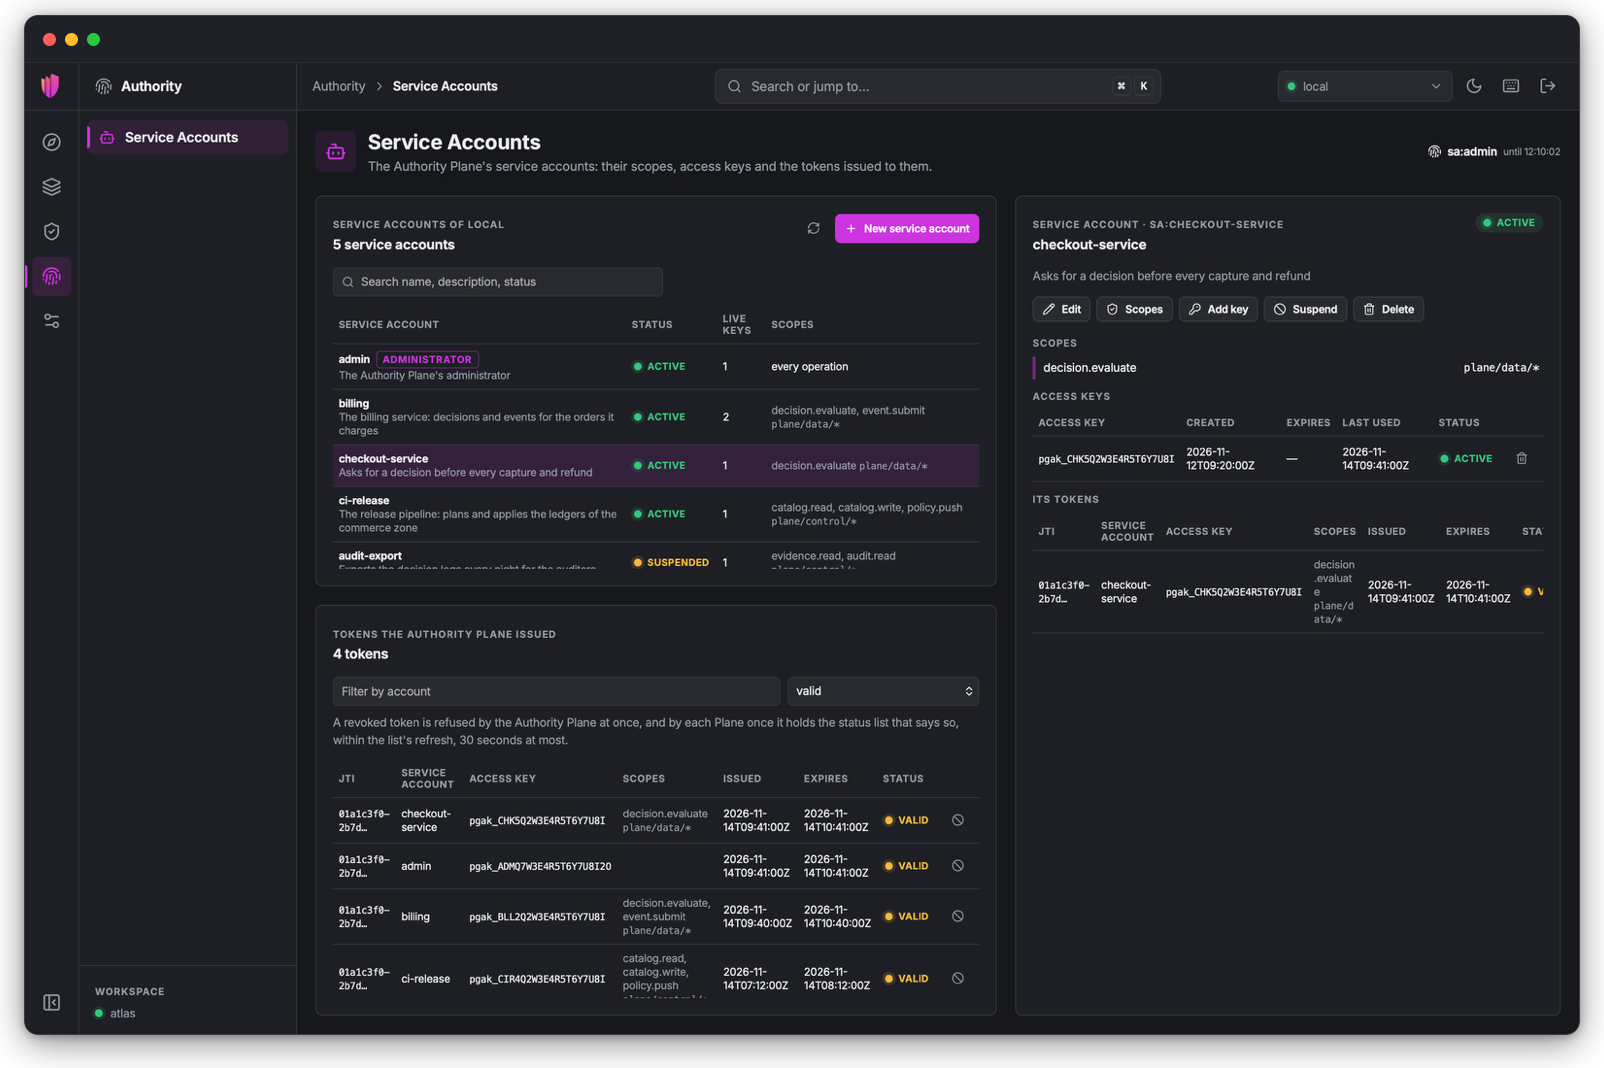 Authority
Authority > Service Accounts
Search or jump to...
⌘ K
local
Service Accounts
Service Accounts
The Authority Plane's service accounts: their scopes, access keys and the tokens issued to them.
sa:admin until 12:10:02
SERVICE ACCOUNTS OF LOCAL
5 service accounts
+ New service account
Search name, description, status
SERVICE ACCOUNT STATUS LIVE KEYS SCOPES
admin ADMINISTRATOR
The Authority Plane's administrator
ACTIVE 1 every operation
billing
The billing service: decisions and events for the orders it
charges
ACTIVE 2 decision.evaluate, event.submit
plane/data/*
checkout-service
Asks for a decision before every capture and refund
ACTIVE 1 decision.evaluate plane/data/*
ci-release
The release pipeline: plans and applies the ledgers of the
commerce zone
ACTIVE 1 catalog.read, catalog.write, policy.push
plane/control/*
audit-export
Exports the decision logs every night for the auditors
SUSPENDED 1 evidence.read, audit.read
plane/control/*
TOKENS THE AUTHORITY PLANE ISSUED
4 tokens
Filter by account
valid
A revoked token is refused by the Authority Plane at once, and by each Plane once it holds the status list that says so,
within the list's refresh, 30 seconds at most.
JTI SERVICE ACCOUNT ACCESS KEY SCOPES ISSUED EXPIRES STATUS
01a1c3f0-
2b7d…
checkout-
service
pgak_CHK5Q2W3E4R5T6Y7U8I
decision.evaluate
plane/data/*
2026-11-
14T09:41:00Z
2026-11-
14T10:41:00Z
VALID
01a1c3f0-
2b7d…
admin
pgak_ADMQ7W3E4R5T6Y7U8I2O
2026-11-
14T09:41:00Z
2026-11-
14T10:41:00Z
VALID
01a1c3f0-
2b7d…
billing
pgak_BLL2Q2W3E4R5T6Y7U8I
decision.evaluate,
event.submit
plane/data/*
2026-11-
14T09:40:00Z
2026-11-
14T10:40:00Z
VALID
01a1c3f0-
2b7d…
ci-release
pgak_CIR4Q2W3E4R5T6Y7U8I
catalog.read,
catalog.write,
policy.push
plane/control/*
2026-11-
14T07:12:00Z
2026-11-
14T08:12:00Z
VALID
SERVICE ACCOUNT · SA:CHECKOUT-SERVICE
ACTIVE
checkout-service
Asks for a decision before every capture and refund
Edit
Scopes
Add key
Suspend
Delete
SCOPES
decision.evaluate plane/data/*
ACCESS KEYS
ACCESS KEY CREATED EXPIRES LAST USED STATUS
pgak_CHK5Q2W3E4R5T6Y7U8I
2026-11-
12T09:20:00Z
—
2026-11-
14T09:41:00Z
ACTIVE
ITS TOKENS
JTI SERVICE ACCOUNT ACCESS KEY SCOPES ISSUED EXPIRES STA
01a1c3f0-
2b7d…
checkout-
service
pgak_CHK5Q2W3E4R5T6Y7U8I
decision
.evaluat
e
plane/d
ata/*
2026-11-
14T09:41:00Z
2026-11-
14T10:41:00Z
V
WORKSPACE
atlas